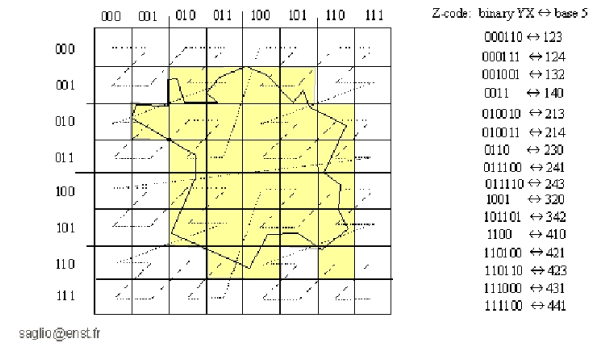 000 001 010 011 100 101 110 111
Z-code: binary YX ⇔ base 5
000
001
010
011
100
101
110
111
000110 ⇔ 123
000111 ⇔ 124
001001 ⇔ 132
0011 ⇔ 140
010010 ⇔ 213
010011 ⇔ 214
0110 ⇔ 230
011100 ⇔ 241
011110 ⇔ 243
1001 ⇔ 320
101101 ⇔ 342
1100 ⇔ 410
110100 ⇔ 421
110110 ⇔ 423
111000 ⇔ 431
111100 ⇔ 441
saglio@enst.fr